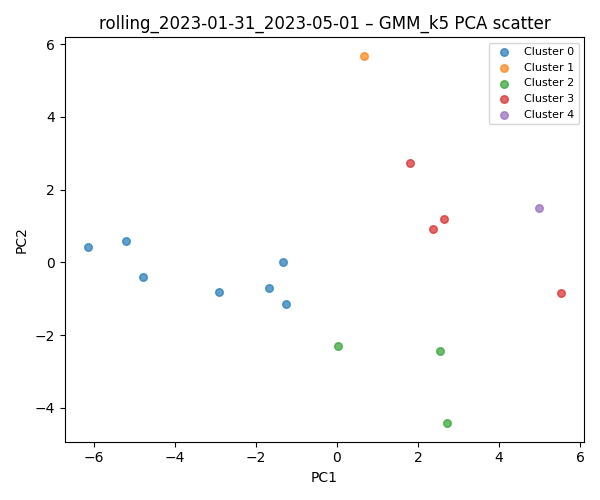 rolling_2023-01-31_2023-05-01 – GMM_k5 PCA scatter
Cluster 0
Cluster 1
Cluster 2
Cluster 3
Cluster 4
6
4
2
0
−2
−4
PC2
−6
−4
−2
0
2
4
6
PC1